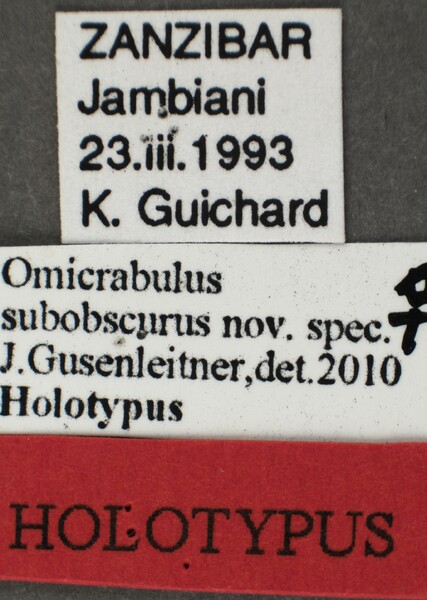 ZANZIBAR
Jambiani
23.iii.1993
K. Guichard
Omicrabulus
subobscurus nov. spec. ♀
J.Gusenleitner,det.2010
Holotypus
HOLOTYPUS